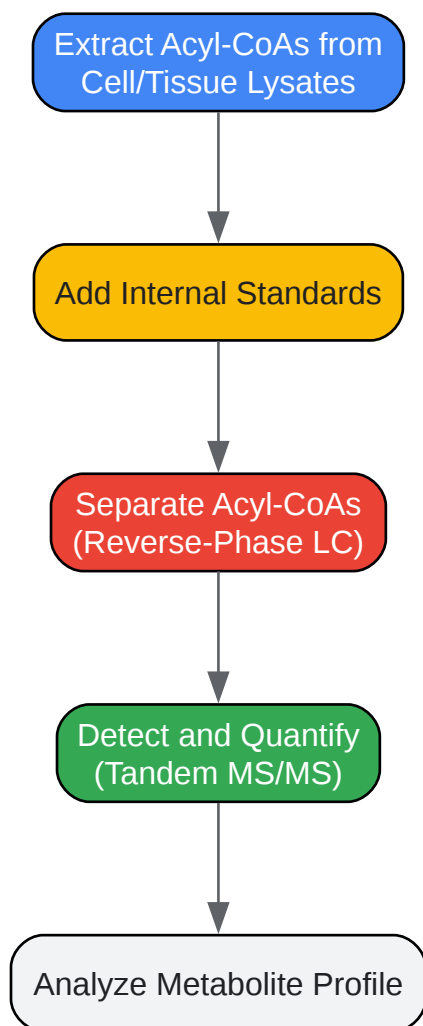 Extract Acyl-CoAs from
Cell/Tissue Lysates
Add Internal Standards
Separate Acyl-CoAs
(Reverse-Phase LC)
Detect and Quantify
(Tandem MS/MS)
Analyze Metabolite Profile